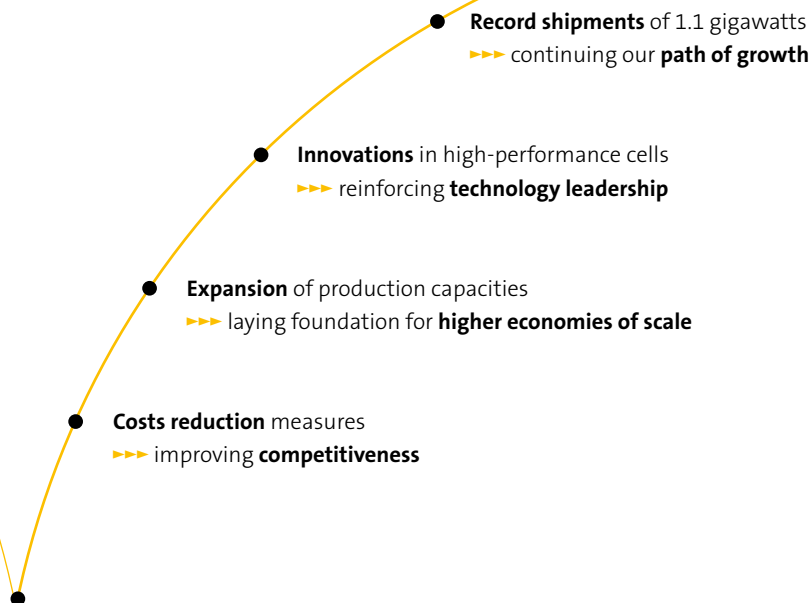 Record shipments of 1.1 gigawatts
►►► continuing our path of growth
Innovations in high-performance cells
►►► reinforcing technology leadership
Expansion of production capacities
►►► laying foundation for higher economies of scale
Costs reduction measures
►►► improving competitiveness